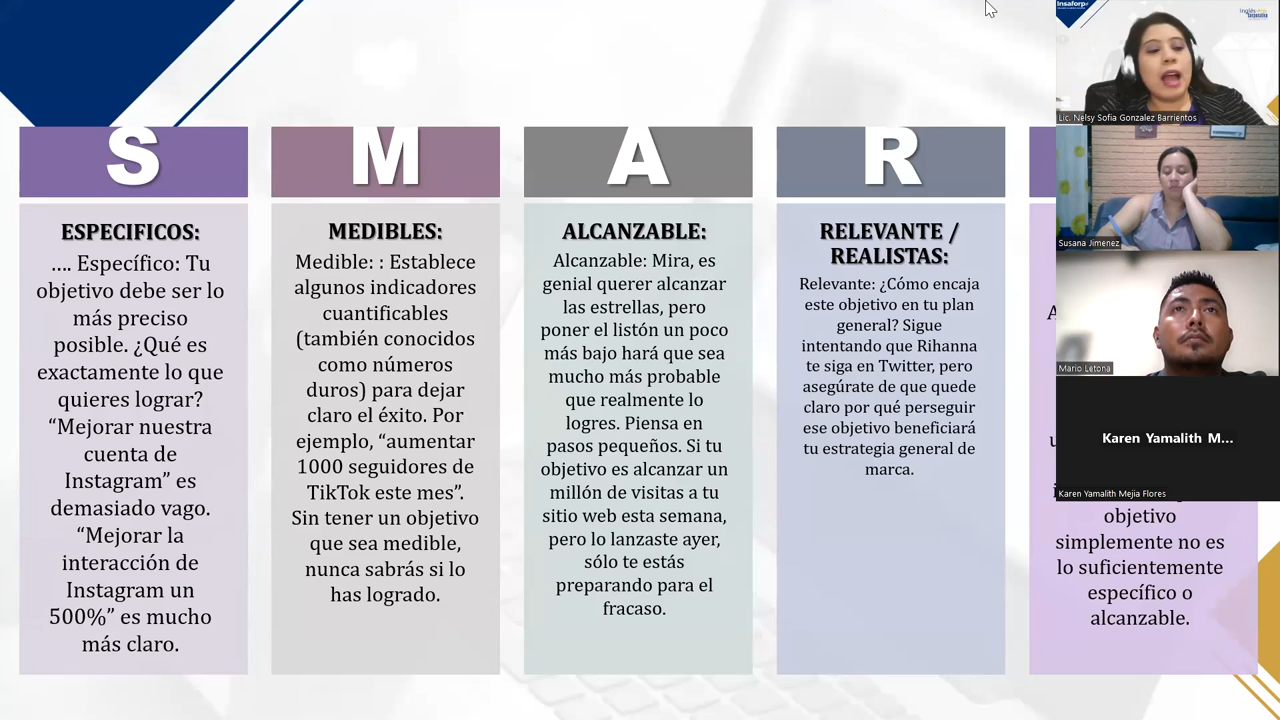 S
ESPECIFICOS:
.... Específico: Tu
objetivo debe ser lo
más preciso
posible. ¿Qué es
exactamente lo que
quieres lograr?
“Mejorar nuestra
cuenta de
Instagram” es
demasiado vago.
“Mejorar la
interacción de
Instagram un
500%” es mucho
más claro.
M
MEDIBLES:
Medible: : Establece
algunos indicadores
cuantificables
(también conocidos
como números
duros) para dejar
claro el éxito. Por
ejemplo, “aumentar
1000 seguidores de
TikTok este mes”.
Sin tener un objetivo
que sea medible,
nunca sabrás si lo
has logrado.
A
ALCANZABLE:
Alcanzable: Mira, es
genial querer alcanzar
las estrellas, pero
poner el listón un poco
más bajo hará que sea
mucho más probable
que realmente lo
logres. Piensa en
pasos pequeños. Si tu
objetivo es alcanzar un
millón de visitas a tu
sitio web esta semana,
pero lo lanzaste ayer,
sólo te estás
preparando para el
fracaso.
R
RELEVANTE /
REALISTAS:
Relevante: ¿Cómo encaja
este objetivo en tu plan
general? Sigue
intentando que Rihanna
te siga en Twitter, pero
asegúrate de que quede
claro por qué perseguir
ese objetivo beneficiará
tu estrategia general de
marca.
objetivo
simplemente no es
lo suficientemente
específico o
alcanzable.
Insaforp
Lic. Nelsy Sofia Gonzalez Barrientos
Susana Jimenez
Mario Letona
Karen Yamalith M...
Karen Yamalith Mejia Flores